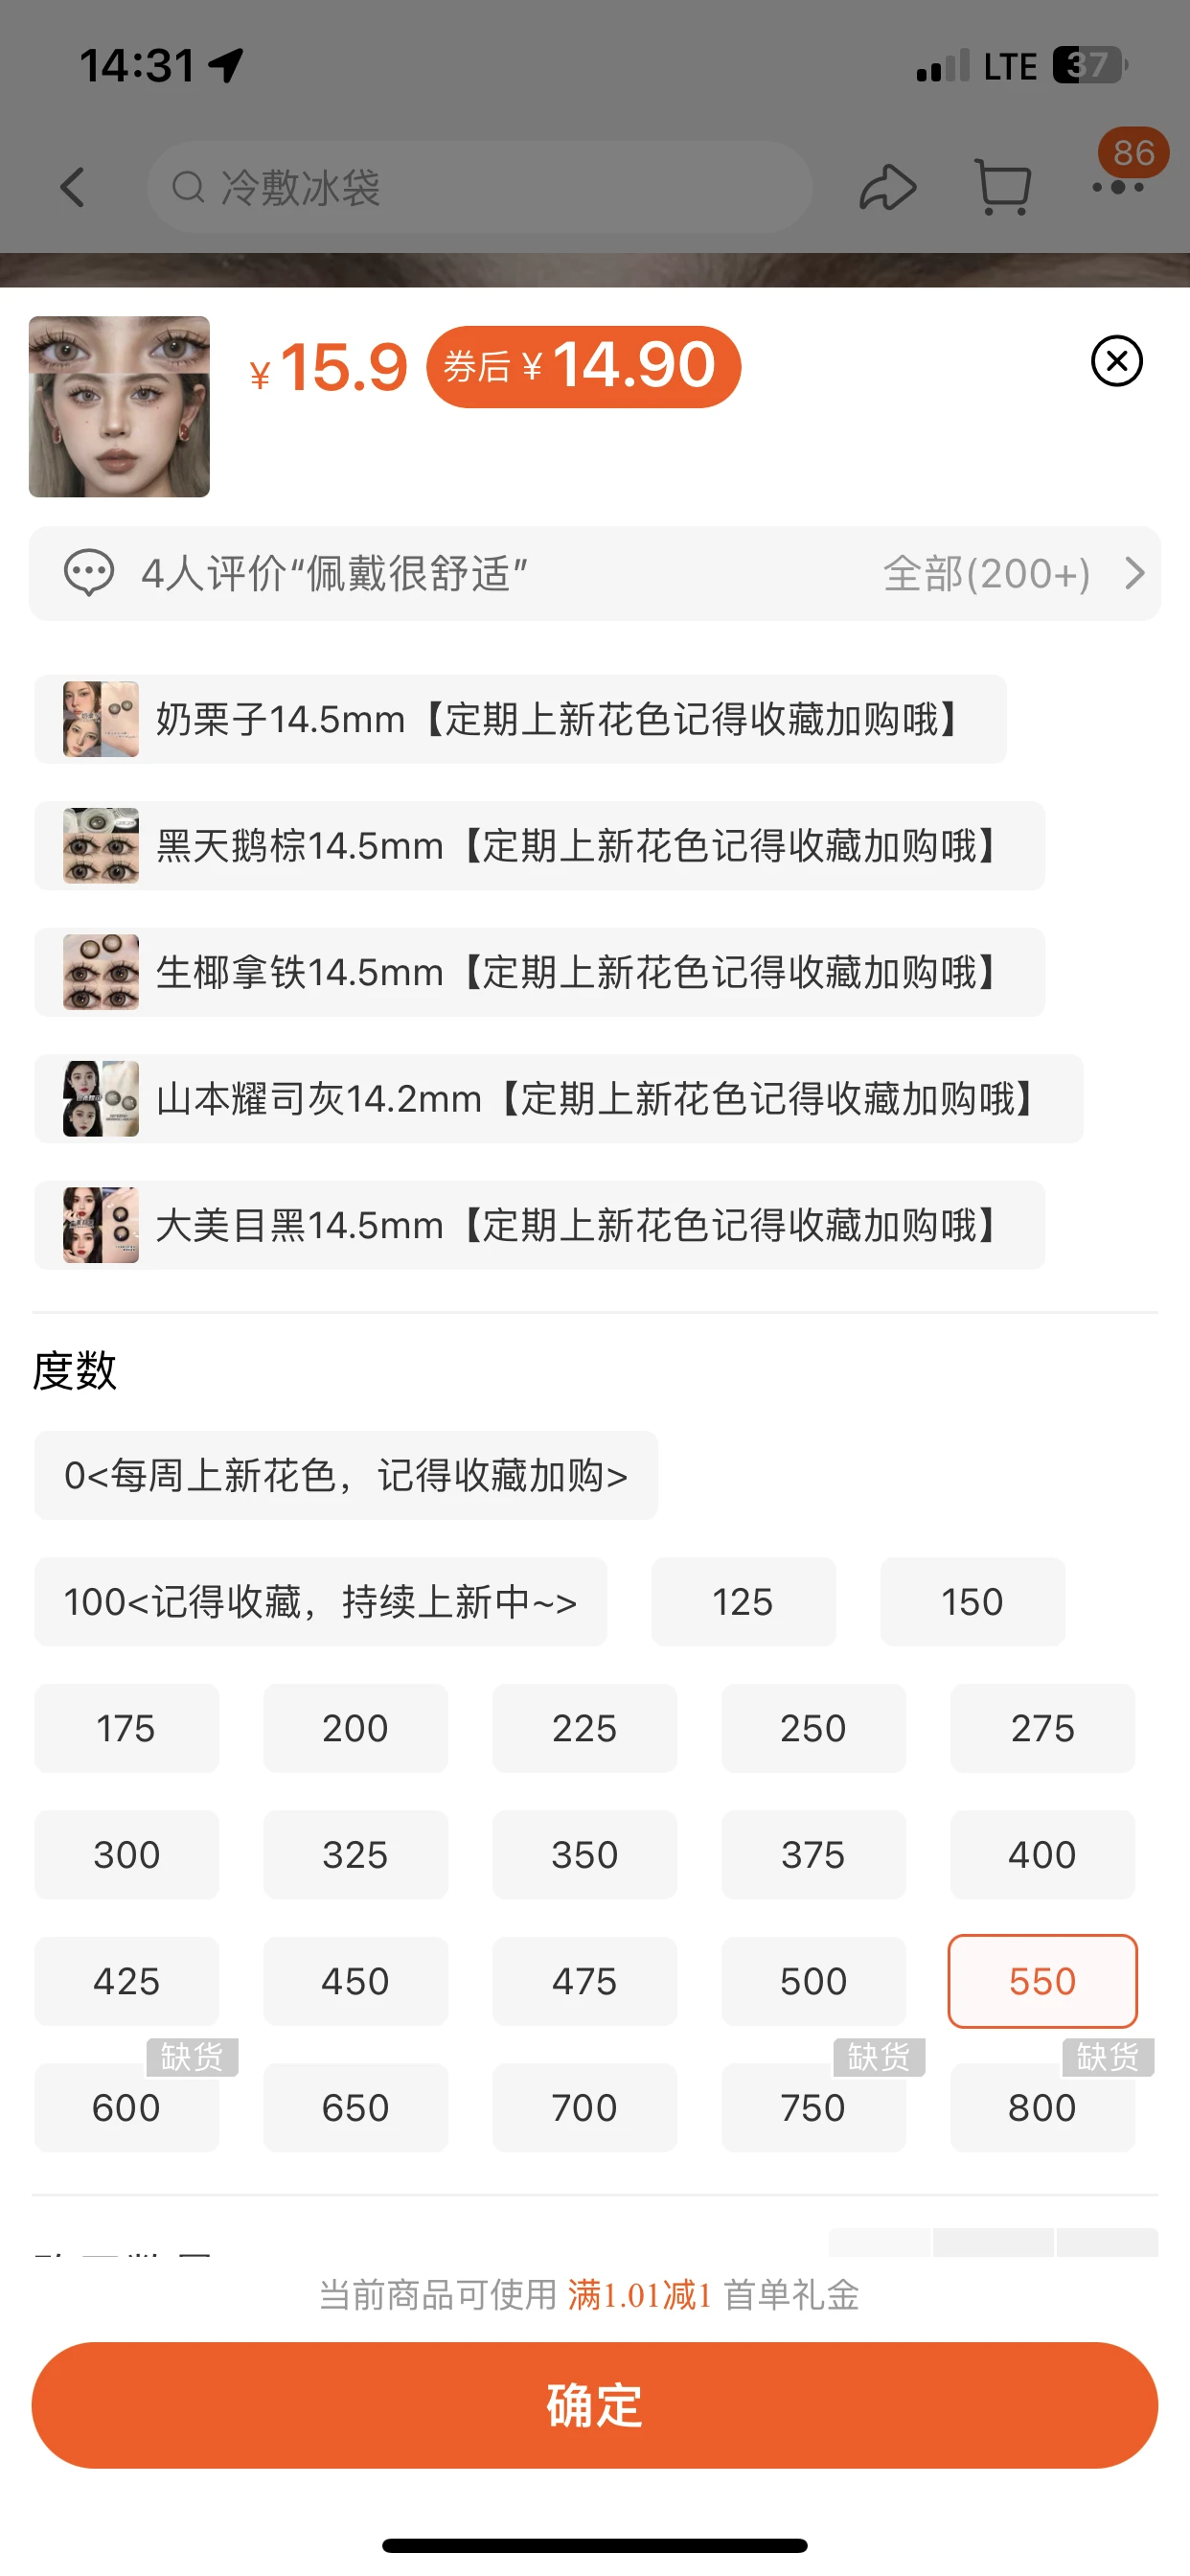 14:31 LTE 37
冷敷冰袋 86
¥15.9 券后 ¥14.90
4人评价“佩戴很舒适” 全部(200+)
奶栗子14.5mm【定期上新花色记得收藏加购哦】
黑天鹅棕14.5mm【定期上新花色记得收藏加购哦】
生椰拿铁14.5mm【定期上新花色记得收藏加购哦】
山本耀司灰14.2mm【定期上新花色记得收藏加购哦】
大美目黑14.5mm【定期上新花色记得收藏加购哦】
度数
0<每周上新花色，记得收藏加购>
100<记得收藏，持续上新中~> 125 150
175 200 225 250 275
300 325 350 375 400
425 450 475 500 550
缺货 缺货 缺货
600 650 700 750 800
当前商品可使用 满1.01减1 首单礼金
确定